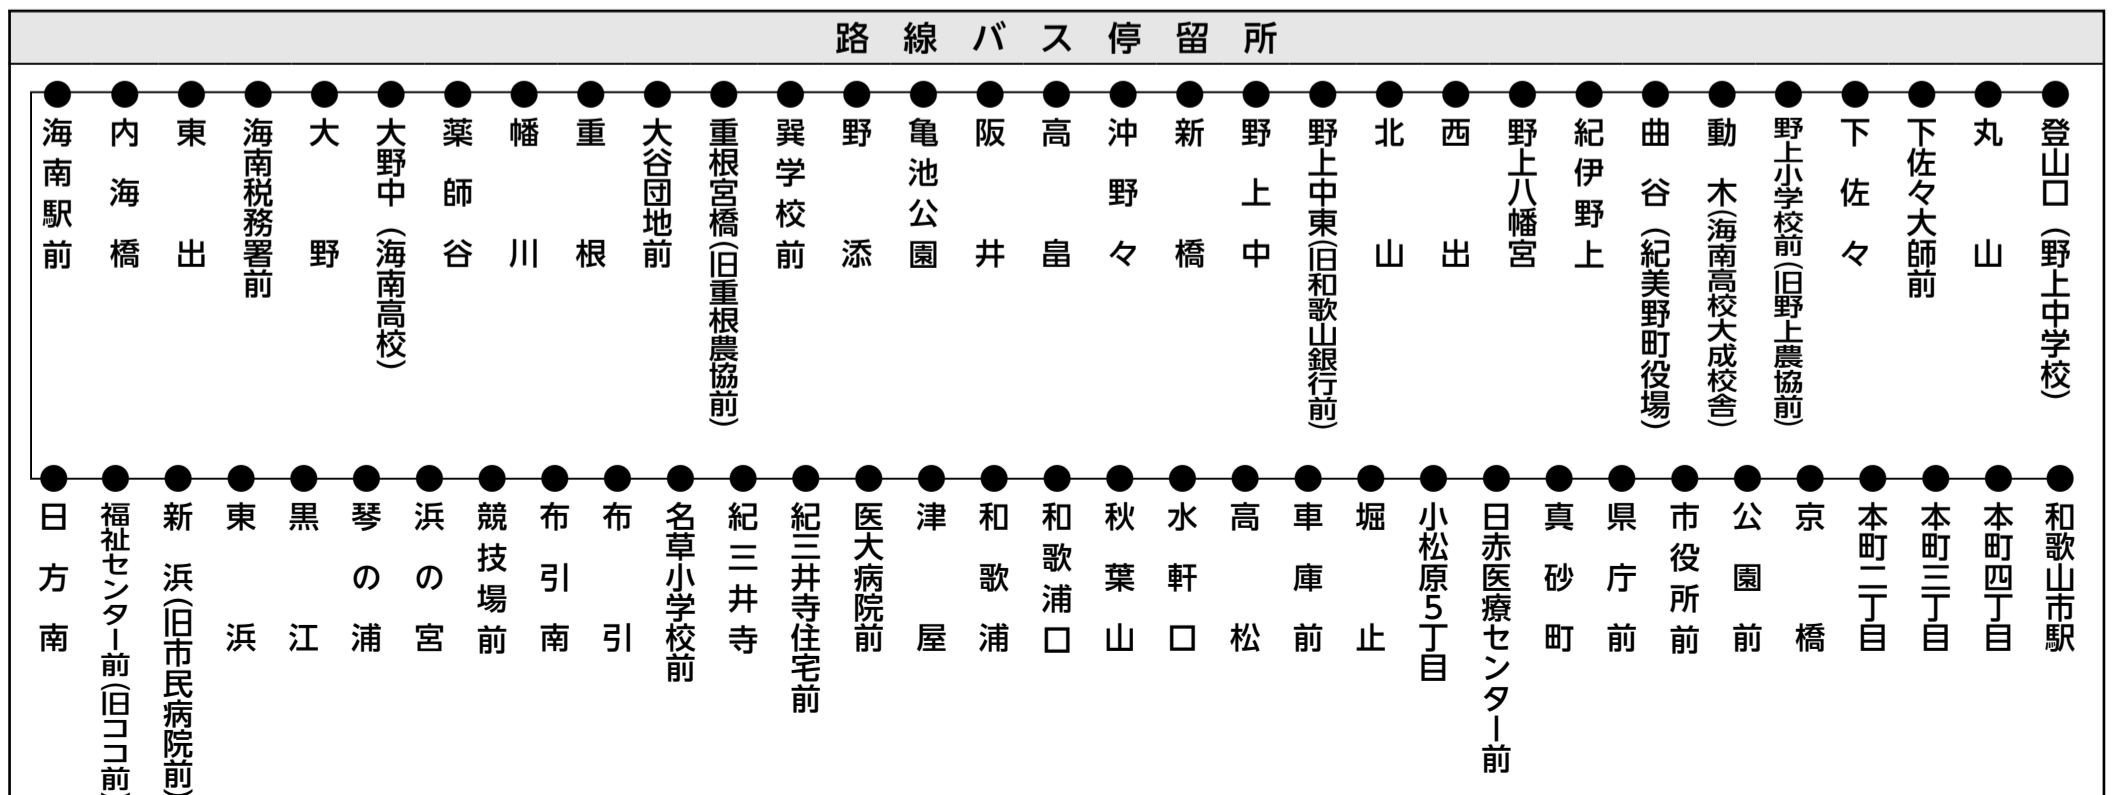 路線バス停留所
海南駅前
内海橋
東出
海南税務署前
大野
大野中（海南高校）
薬師谷
幡川
重根
大谷団地前
重根宮橋（旧重根農協前）
巽学校前
野添
亀池公園
阪井
高畠
沖野々
新橋
野上中
野上中東（旧和歌山銀行前）
北山
西出
野上八幡宮
紀伊野上
曲谷（紀美野町役場）
動木（海南高校大成校舎）
野上小学校前（旧野上農協前）
下佐々
下佐々大師前
丸山
登山口（野上中学校）
日方南
福祉センター前（旧ココ前）
新浜（旧市民病院前）
東浜
黒江
琴の浦
浜の宮
競技場前
布引南
布引
名草小学校前
紀三井寺
紀三井寺住宅前
医大病院前
津屋
和歌浦
和歌浦口
秋葉山
水軒口
高松
車庫前
堀止
小松原5丁目
日赤医療センター前
真砂町
県庁前
市役所前
公園前
京橋
本町二丁目
本町三丁目
本町四丁目
和歌山市駅